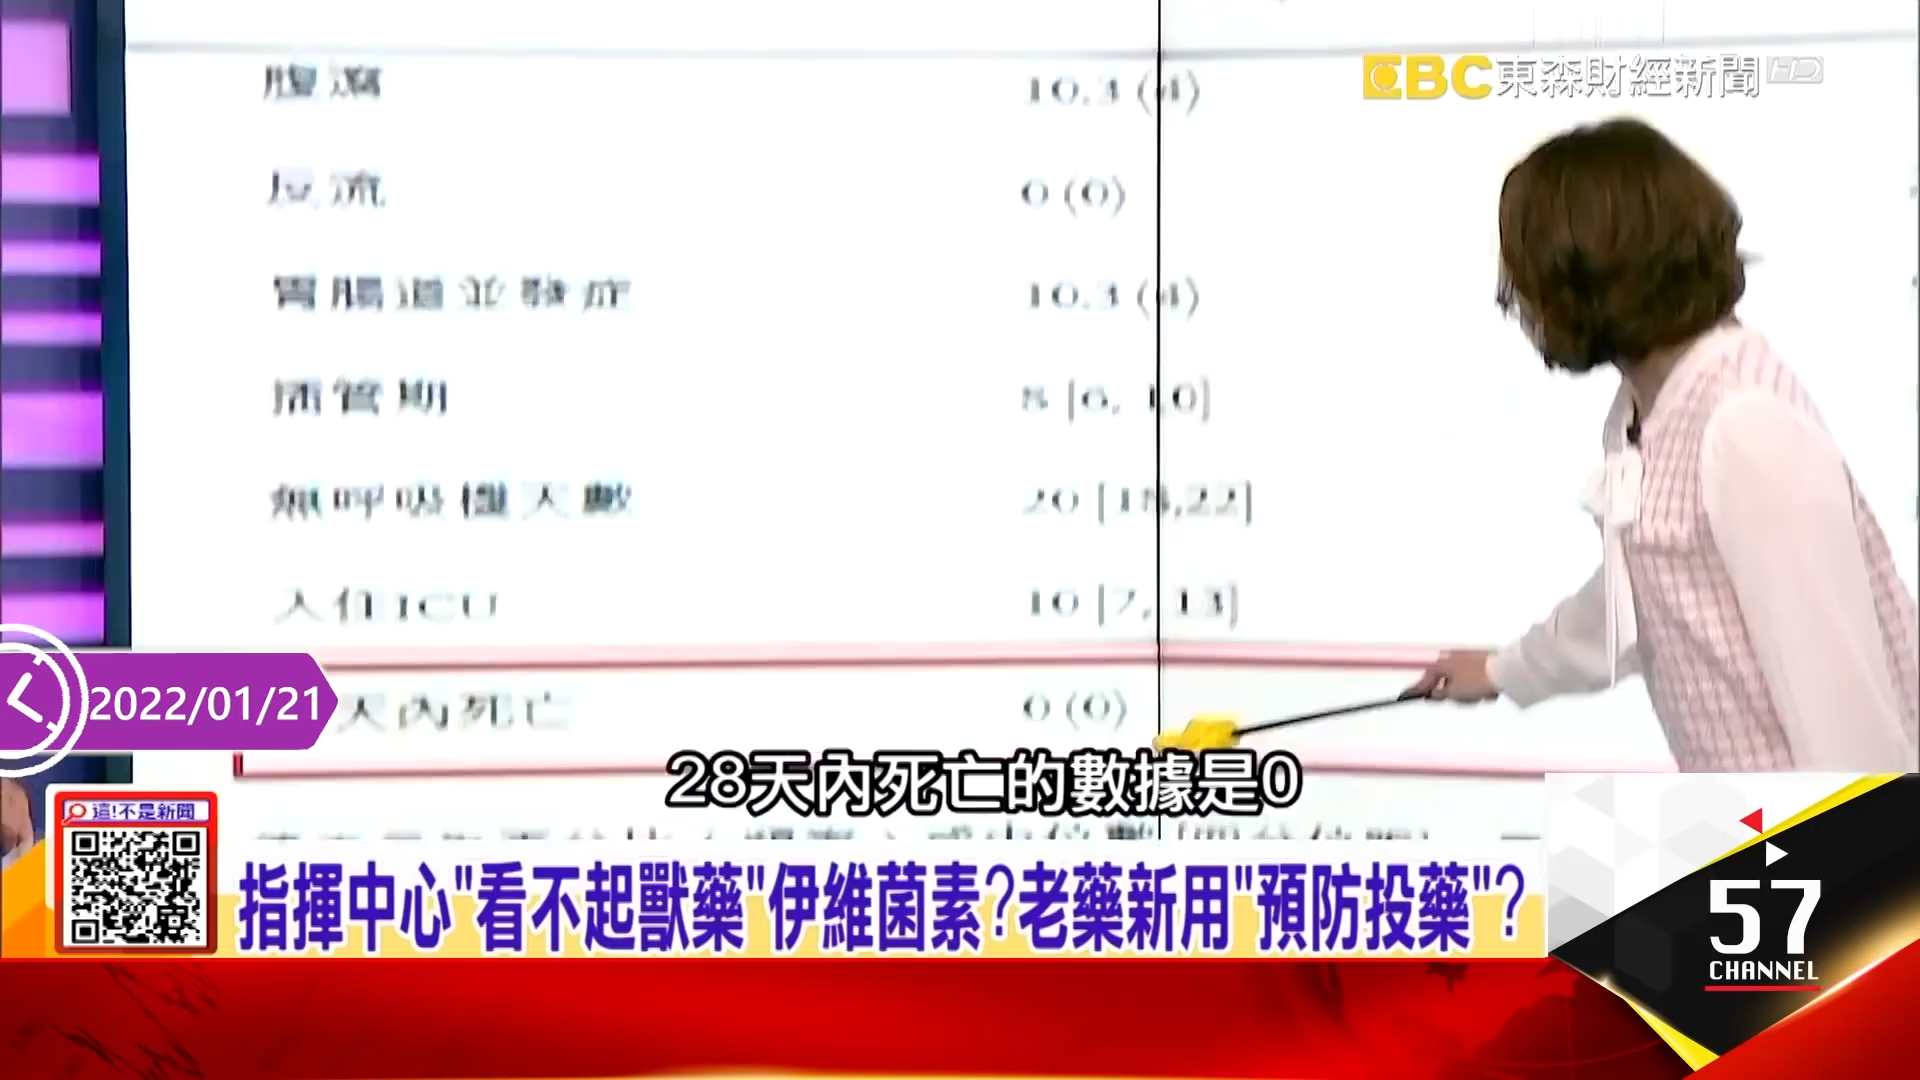 EBC東森財經新聞HD
腹瀉 10.3 (4)
反流 0 (0)
胃腸道並發症 10.3 (4)
插管期 8 [6, 10]
無呼吸機天數 20 [18,22]
入住ICU 10 [7, 13]
2022/01/21
天內死亡 0 (0)
28天內死亡的數據是0
這!不是新聞
指揮中心"看不起獸藥"伊維菌素?老藥新用"預防投藥"?
57
CHANNEL